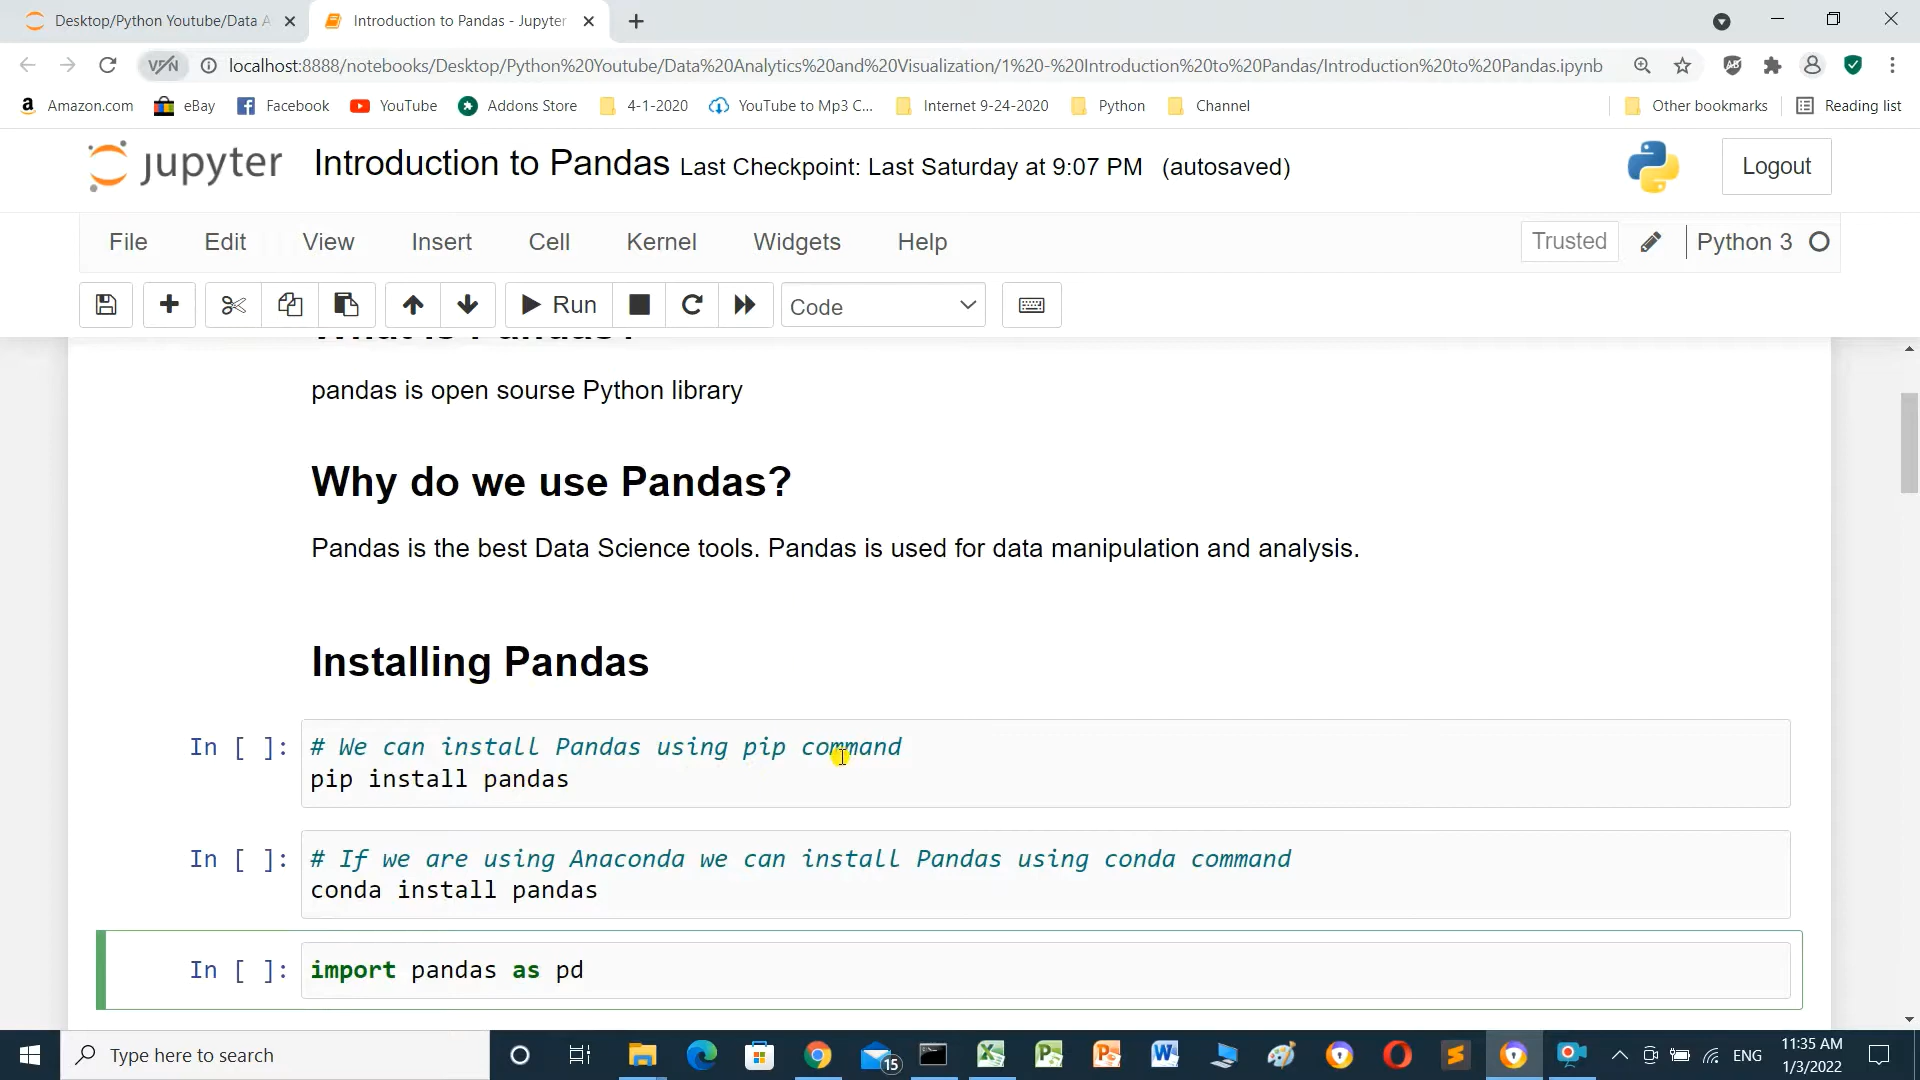 Desktop/Python Youtube/Data A
Introduction to Pandas - Jupyter
VPN
localhost:8888/notebooks/Desktop/Python%20Youtube/Data%20Analytics%20and%20Visualization/1%20-%20Introduction%20to%20Pandas/Introduction%20to%20Pandas.ipynb
Amazon.com eBay Facebook YouTube Addons Store 4-1-2020 YouTube to Mp3 C... Internet 9-24-2020 Python Channel Other bookmarks Reading list
jupyter Introduction to Pandas Last Checkpoint: Last Saturday at 9:07 PM (autosaved) Logout
File Edit View Insert Cell Kernel Widgets Help Trusted Python 3
Run Code
What is Pandas?
pandas is open sourse Python library
Why do we use Pandas?
Pandas is the best Data Science tools. Pandas is used for data manipulation and analysis.
Installing Pandas
In [ ]: # We can install Pandas using pip command
pip install pandas
In [ ]: # If we are using Anaconda we can install Pandas using conda command
conda install pandas
In [ ]: import pandas as pd
Type here to search
15
ENG
11:35 AM
1/3/2022